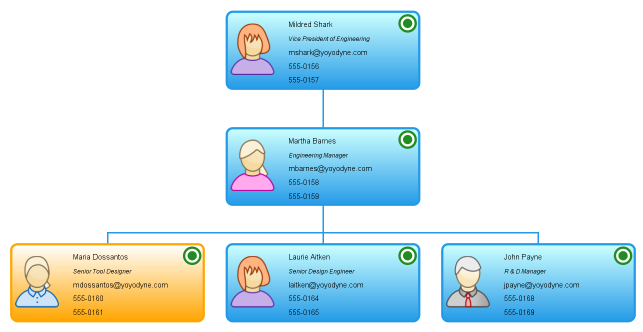 Mildred Shark
Vice President of Engineering
mshark@yoyodyne.com
555-0156
555-0157
Martha Barnes
Engineering Manager
mbarnes@yoyodyne.com
555-0158
555-0159
Maria Dossantos
Senior Tool Designer
mdossantos@yoyodyne.com
555-0160
555-0161
Laurie Aitken
Senior Design Engineer
laitken@yoyodyne.com
555-0164
555-0165
John Payne
R & D Manager
jpayne@yoyodyne.com
555-0168
555-0169